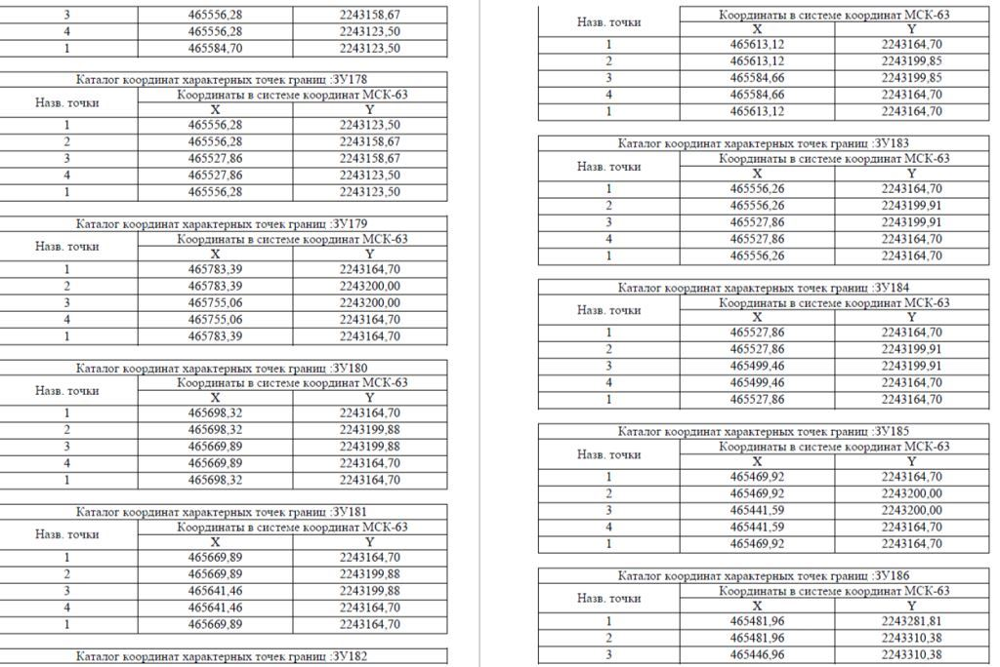 3 465556,28 2243158,67
4 465556,28 2243123,50
1 465584,70 2243123,50
Каталог координат характерных точек границ :ЗУ178
Назв. точки
Координаты в системе координат МСК-63
X Y
1 465556,28 2243123,50
2 465556,28 2243158,67
3 465527,86 2243158,67
4 465527,86 2243123,50
1 465556,28 2243123,50
Каталог координат характерных точек границ :ЗУ179
Назв. точки
Координаты в системе координат МСК-63
X Y
1 465783,39 2243164,70
2 465783,39 2243200,00
3 465755,06 2243200,00
4 465755,06 2243164,70
1 465783,39 2243164,70
Каталог координат характерных точек границ :ЗУ180
Назв. точки
Координаты в системе координат МСК-63
X Y
1 465698,32 2243164,70
2 465698,32 2243199,88
3 465669,89 2243199,88
4 465669,89 2243164,70
1 465698,32 2243164,70
Каталог координат характерных точек границ :ЗУ181
Назв. точки
Координаты в системе координат МСК-63
X Y
1 465669,89 2243164,70
2 465669,89 2243199,88
3 465641,46 2243199,88
4 465641,46 2243164,70
1 465669,89 2243164,70
Каталог координат характерных точек границ :ЗУ182
Назв. точки
Координаты в системе координат МСК-63
X Y
1 465613,12 2243164,70
2 465613,12 2243199,85
3 465584,66 2243199,85
4 465584,66 2243164,70
1 465613,12 2243164,70
Каталог координат характерных точек границ :ЗУ183
Назв. точки
Координаты в системе координат МСК-63
X Y
1 465556,26 2243164,70
2 465556,26 2243199,91
3 465527,86 2243199,91
4 465527,86 2243164,70
1 465556,26 2243164,70
Каталог координат характерных точек границ :ЗУ184
Назв. точки
Координаты в системе координат МСК-63
X Y
1 465527,86 2243164,70
2 465527,86 2243199,91
3 465499,46 2243199,91
4 465499,46 2243164,70
1 465527,86 2243164,70
Каталог координат характерных точек границ :ЗУ185
Назв. точки
Координаты в системе координат МСК-63
X Y
1 465469,92 2243164,70
2 465469,92 2243200,00
3 465441,59 2243200,00
4 465441,59 2243164,70
1 465469,92 2243164,70
Каталог координат характерных точек границ :ЗУ186
Назв. точки
Координаты в системе координат МСК-63
X Y
1 465481,96 2243281,81
2 465481,96 2243310,38
3 465446,96 2243310,38